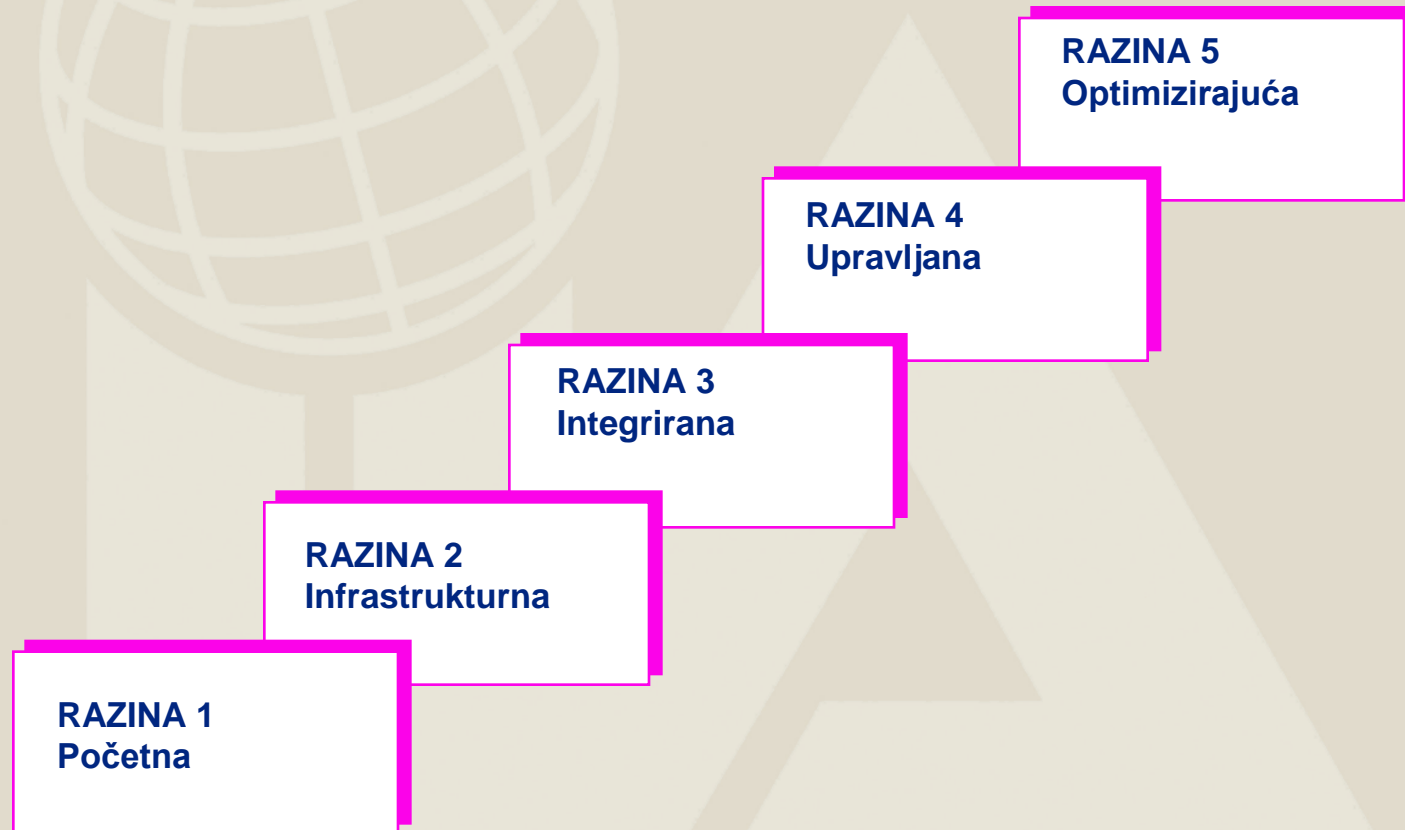 RAZINA 5
Optimizirajuća
RAZINA 4
Upravljana
RAZINA 3
Integrirana
RAZINA 2
Infrastrukturna
RAZINA 1
Početna